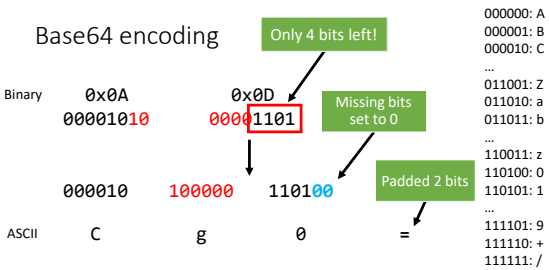 Base64 encoding
Only 4 bits left!
Binary 0x0A 0x0D
00001010 00001101
Missing bits
set to 0
000010 100000 110100
Padded 2 bits
ASCII C g 0 =
000000: A
000001: B
000010: C
…
011001: Z
011010: a
011011: b
…
110011: z
110100: 0
110101: 1
…
111101: 9
111110: +
111111: /